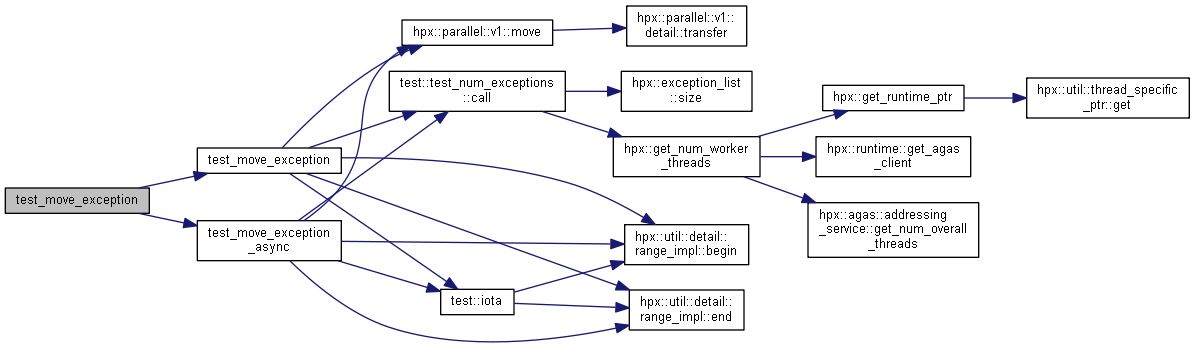 hpx::parallel::v1::move
hpx::parallel::v1::
detail::transfer
test::test_num_exceptions
::call
hpx::exception_list
::size
hpx::get_runtime_ptr
hpx::util::thread_specific
_ptr::get
test_move_exception
hpx::get_num_worker
_threads
hpx::runtime::get_agas
_client
test_move_exception
test_move_exception
_async
hpx::agas::addressing
_service::get_num_overall
_threads
hpx::util::detail::
range_impl::begin
test::iota
hpx::util::detail::
range_impl::end